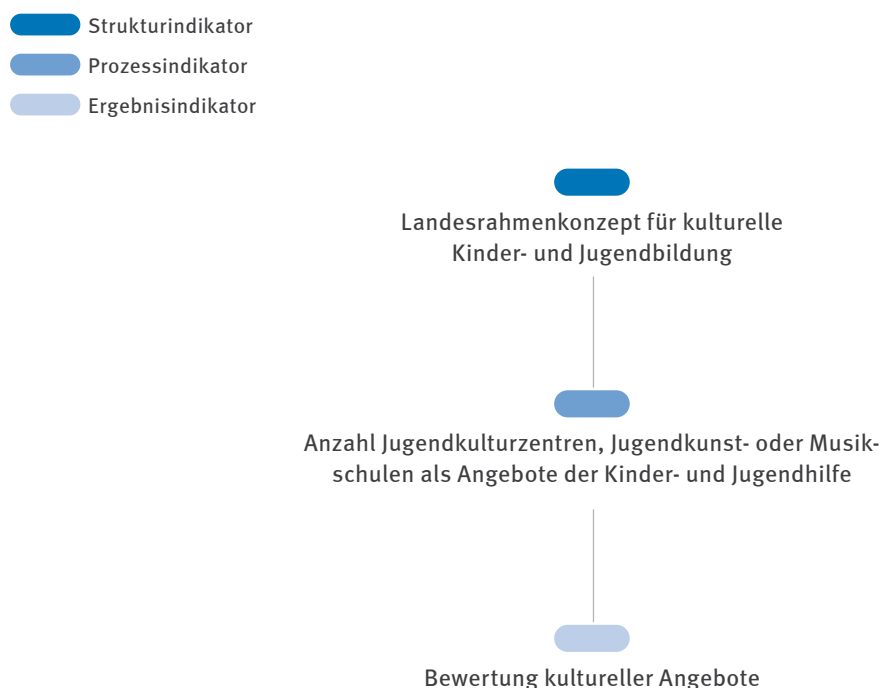 Strukturindikator
Prozessindikator
Ergebnisindikator
Landesrahmenkonzept für kulturelle
Kinder- und Jugendbildung
Anzahl Jugendkulturzentren, Jugendkunst- oder Musik-
schulen als Angebote der Kinder- und Jugendhilfe
Bewertung kultureller Angebote